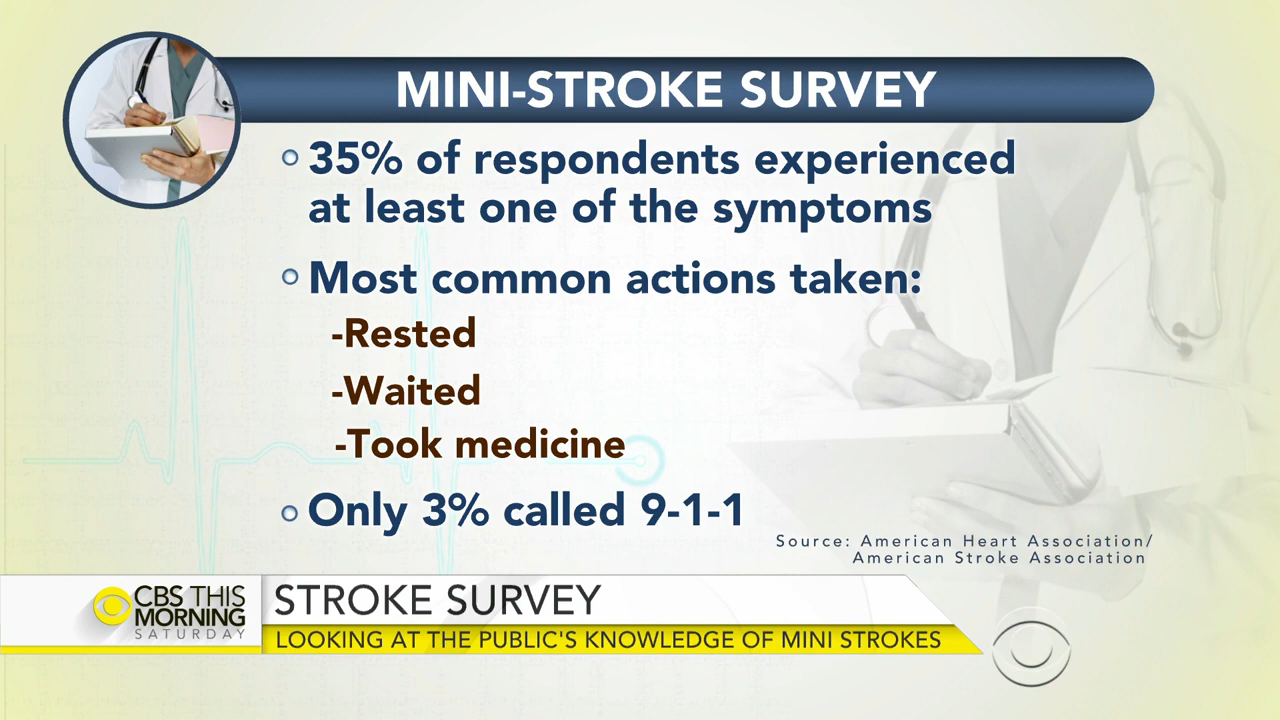 MINI-STROKE SURVEY
35% of respondents experienced
at least one of the symptoms
Most common actions taken:
-Rested
-Waited
-Took medicine
Only 3% called 9-1-1
Source: American Heart Association/
American Stroke Association
CBS THIS
MORNING
SATURDAY
STROKE SURVEY
LOOKING AT THE PUBLIC'S KNOWLEDGE OF MINI STROKES